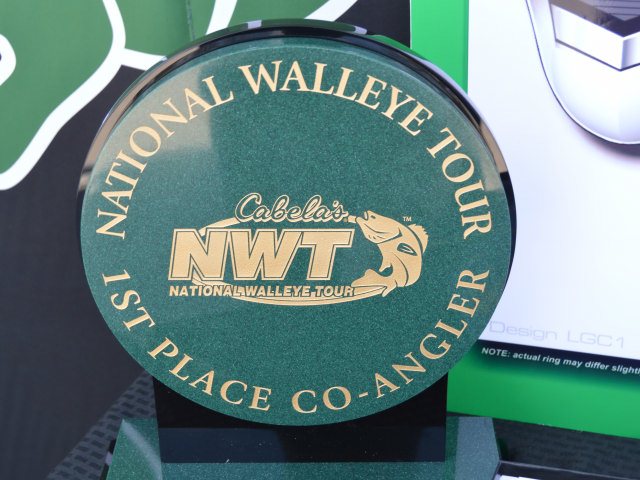 NATIONAL WALLEYE TOUR
Cabela's
NWT
TM
NATIONAL WALLEYE TOUR
1ST PLACE CO-ANGLER
Design LGC1
NOTE: actual ring may differ slightly